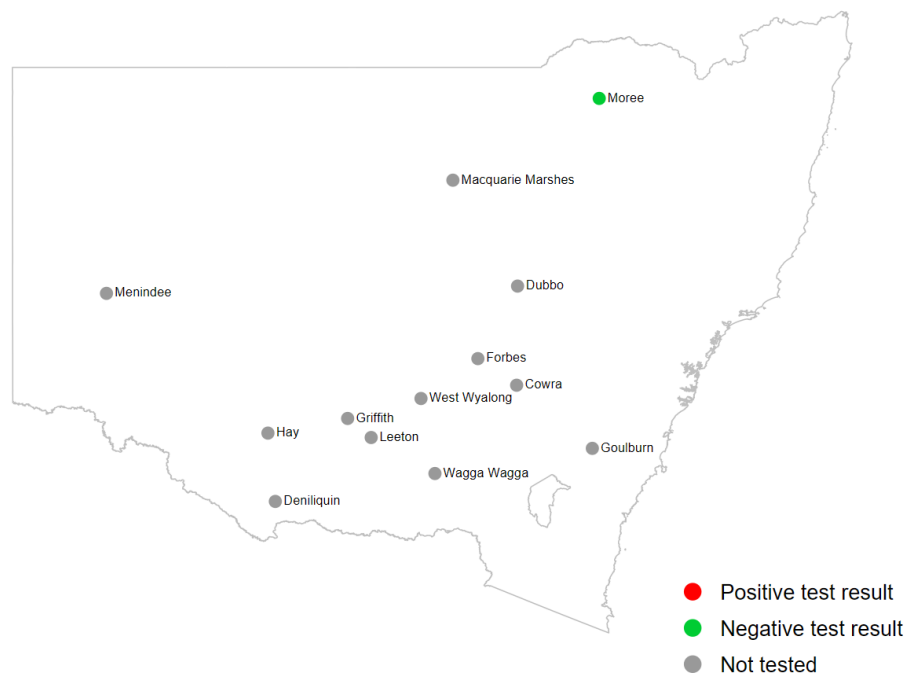 Moree
Macquarie Marshes
Dubbo
Menindee
Forbes
Cowra
West Wyalong
Griffith
Hay
Leeton
Goulburn
Wagga Wagga
Deniliquin
Positive test result
Negative test result
Not tested